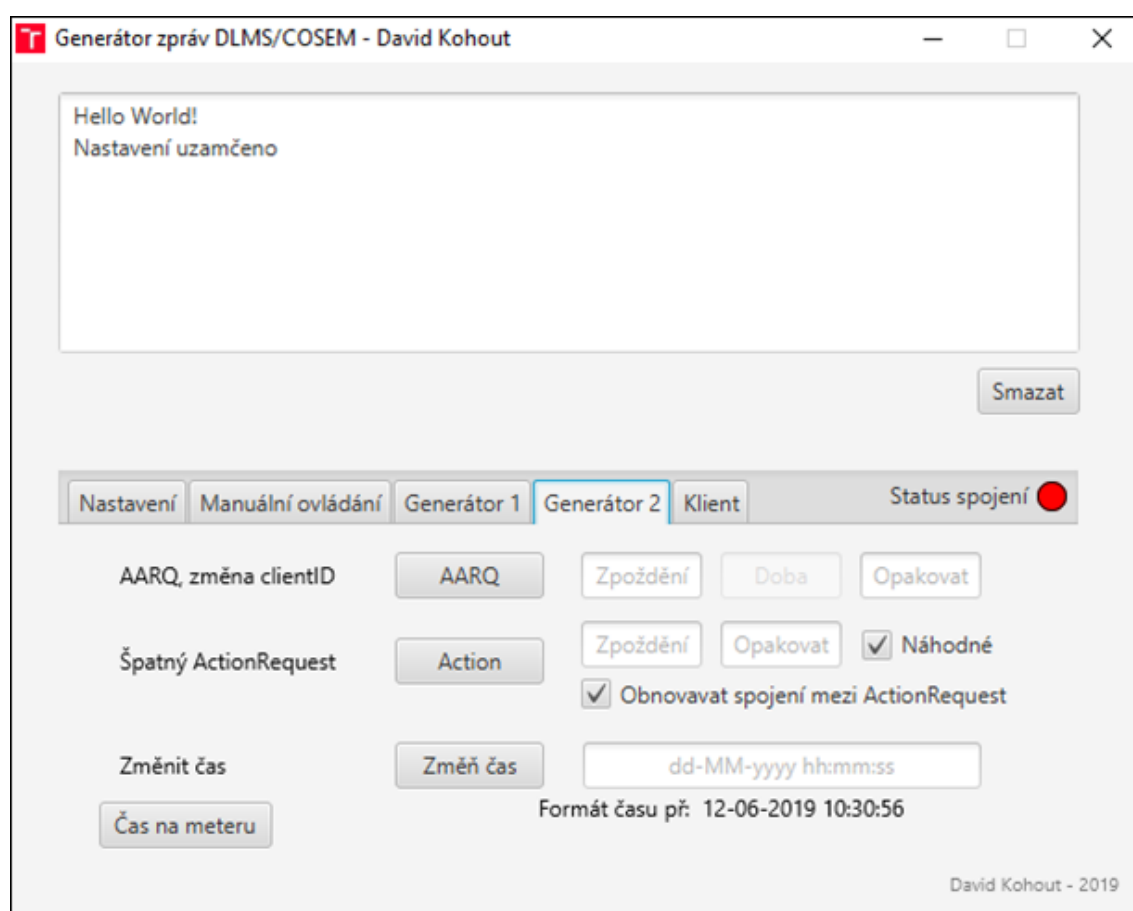 Generátor zpráv DLMS/COSEM - David Kohout
Hello World!
Nastavení uzamčeno
Smazat
Nastavení Manuální ovládání Generátor 1 Generátor 2 Klient Status spojení
AARQ, změna clientID AARQ Zpoždění Doba Opakovat
Špatný ActionRequest Action Zpoždění Opakovat Náhodné
Obnovavat spojení mezi ActionRequest
Změnit čas Změň čas dd-MM-yyyy hh:mm:ss
Čas na meteru Formát času př: 12-06-2019 10:30:56
David Kohout - 2019